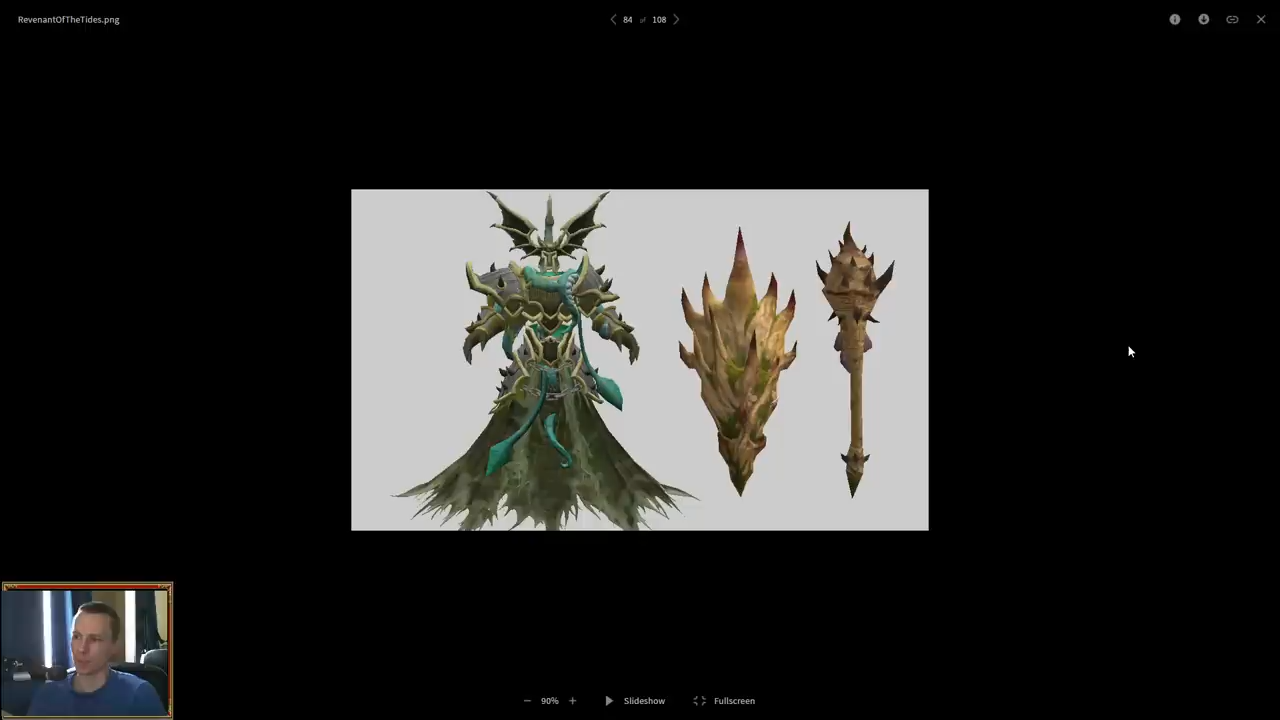 RevenantOfTheTides.png
84 of 108
90%
Slideshow
Fullscreen